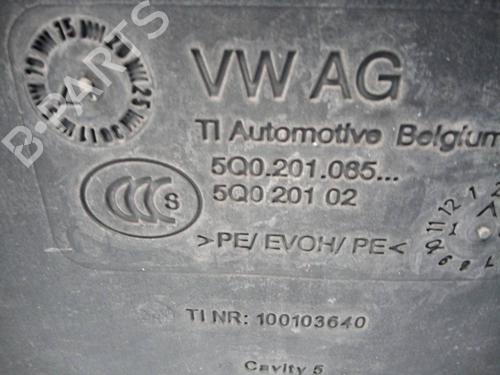 VW AG
TI Automotive Belgium
5Q0.201.085...
5Q0 201 02
CCC S
>PE/ EVOH/ PE<
TI NR: 100103640
Cavity 5
B-PARTS